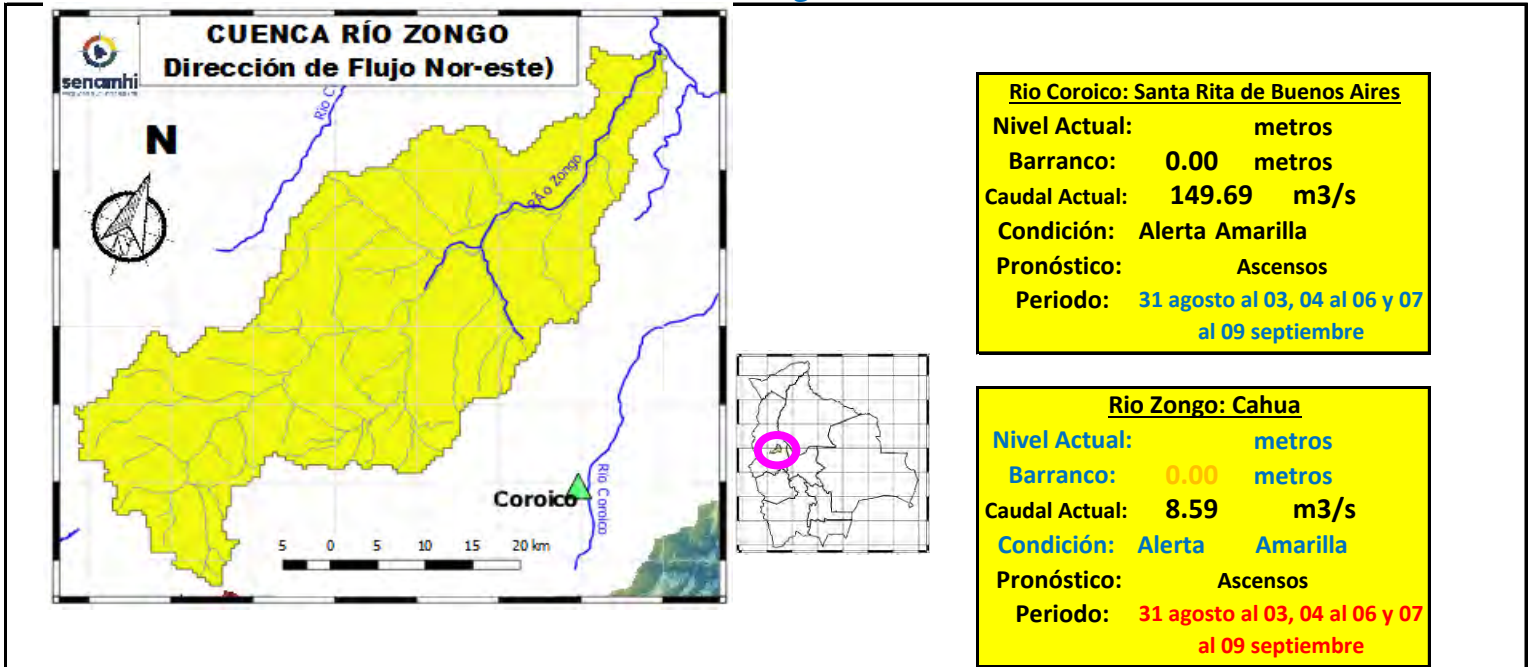 CUENCA RÍO ZONGO
Dirección de Flujo Nor-este)
sencmhi
Rio C
N
RÃ­o Zongo
Río Coroico
Coroico
5 0 5 10 15 20 km
Rio Coroico: Santa Rita de Buenos Aires
Nivel Actual: metros
Barranco: 0.00 metros
Caudal Actual: 149.69 m3/s
Condición: Alerta Amarilla
Pronóstico: Ascensos
Periodo: 31 agosto al 03, 04 al 06 y 07
al 09 septiembre
Rio Zongo: Cahua
Nivel Actual: metros
Barranco: 0.00 metros
Caudal Actual: 8.59 m3/s
Condición: Alerta Amarilla
Pronóstico: Ascensos
Periodo: 31 agosto al 03, 04 al 06 y 07
al 09 septiembre